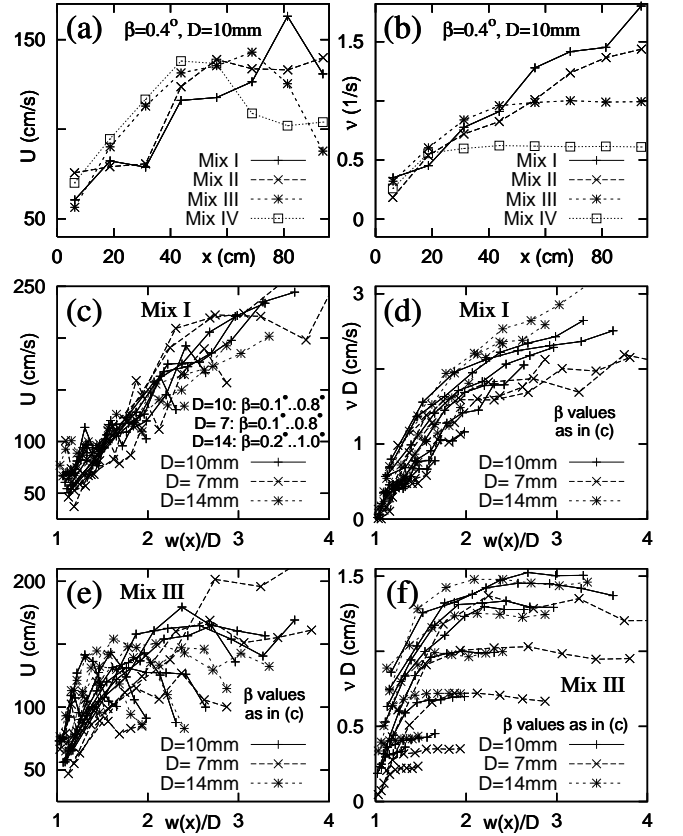 (a) β=0.4°, D=10mm
150
50
U (cm/s)
Mix I
Mix II
Mix III
Mix IV
0 20 40 60 80
x (cm)
(b) β=0.4°, D=10mm
1.5
0.5
0
ν (1/s)
Mix I
Mix II
Mix III
Mix IV
0 20 40 60 80
x (cm)
(c) Mix I
250
100
50
U (cm/s)
D=10: β=0.1°..0.8°
D= 7: β=0.1°..0.8°
D=14: β=0.2°..1.0°
D=10mm
D= 7mm
D=14mm
1 2 3 4
w(x)/D
(d) Mix I
3
1
0
ν D (cm/s)
β values
as in (c)
D=10mm
D= 7mm
D=14mm
1 2 3 4
w(x)/D
(e) Mix III
200
100
50
U (cm/s)
β values
as in (c)
D=10mm
D= 7mm
D=14mm
1 2 3 4
w(x)/D
(f)
1.5
0.5
0
ν D (cm/s)
Mix III
β values as in (c)
D=10mm
D= 7mm
D=14mm
1 2 3 4
w(x)/D